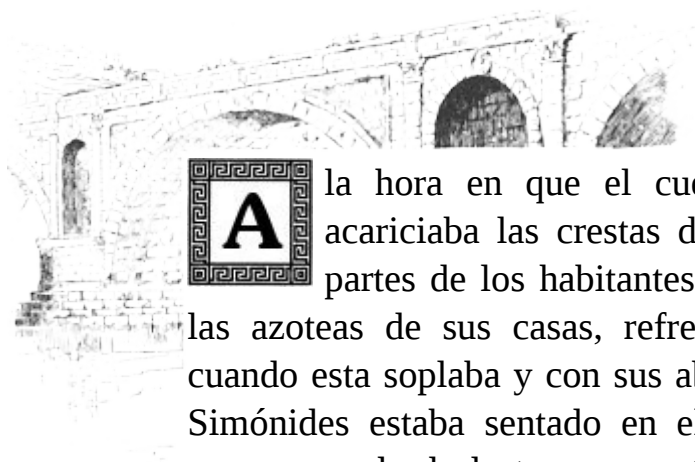 A la hora en que el
acariciaba las crestas
partes de los habitantes
las azoteas de sus casas,
cuando esta soplaba y con sus
Simónides estaba sentado en